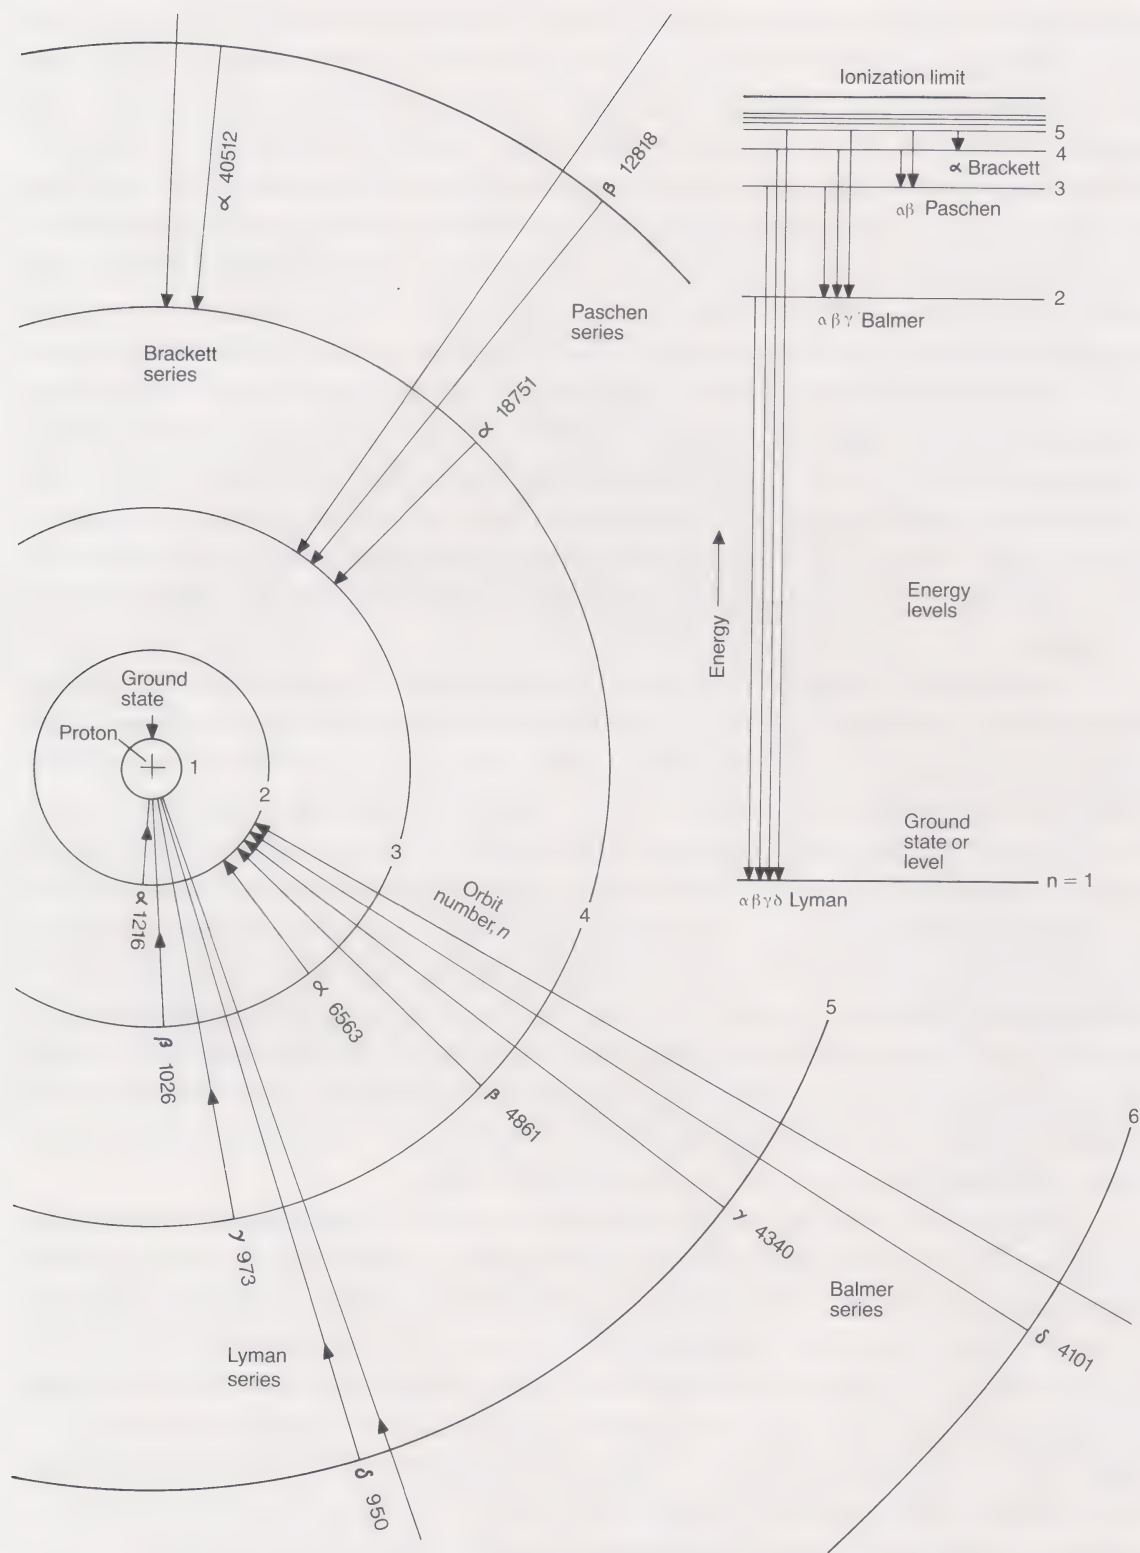 α 40512
β 12818
Brackett
series
Paschen
series
α 18751
Ground
state
Proton
1
2
3
4
5
6
Orbit
number, n
α 1216
β 1026
γ 973
δ 950
Lyman
series
α 6563
β 4861
γ 4340
δ 4101
Balmer
series
Ionization limit
5
4
α Brackett
3
αβ Paschen
2
αβγ Balmer
Energy
Energy
levels
Ground
state or
level
n = 1
αβγδ Lyman